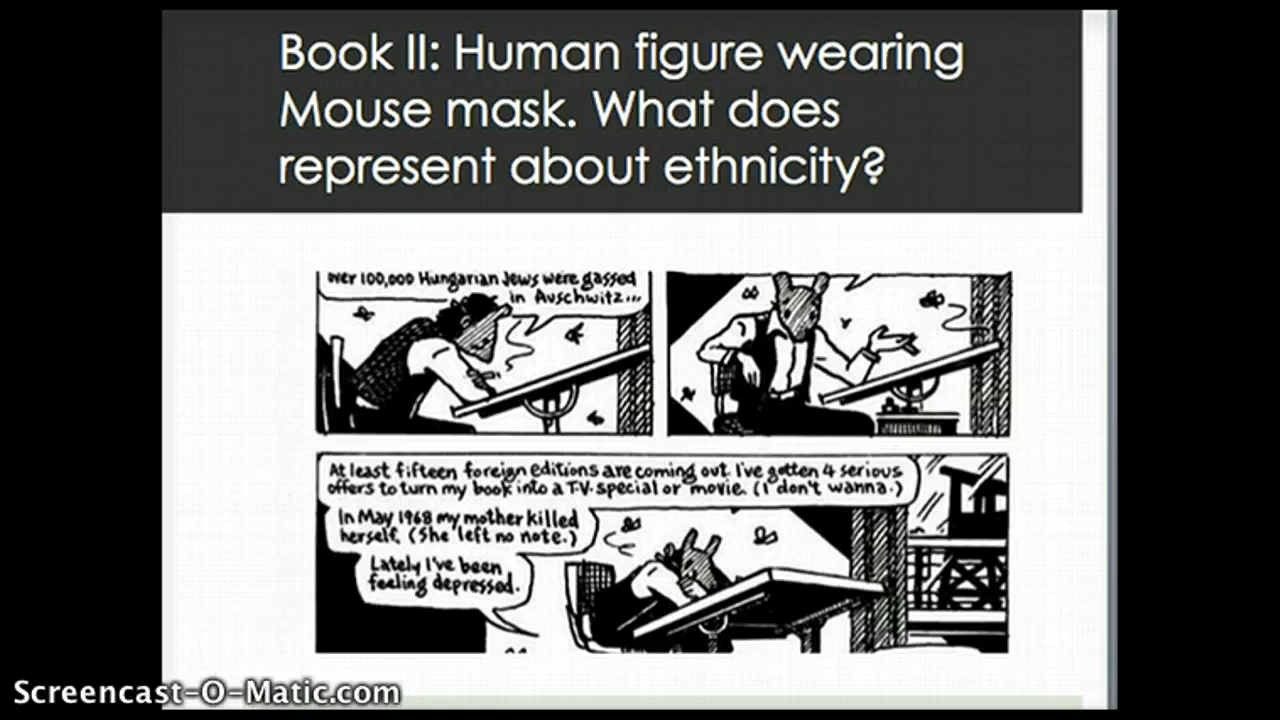 Book II: Human figure wearing
Mouse mask. What does
represent about ethnicity?
over 100,000 Hungarian Jews were gassed
in Auschwitz...
At least fifteen foreign editions are coming out. I've gotten 4 serious
offers to turn my book into a T.V. special or movie. (I don't wanna.)
In May 1968 my mother killed
herself. (She left no note.)
Lately I've been
feeling depressed.
Screencast-O-Matic.com